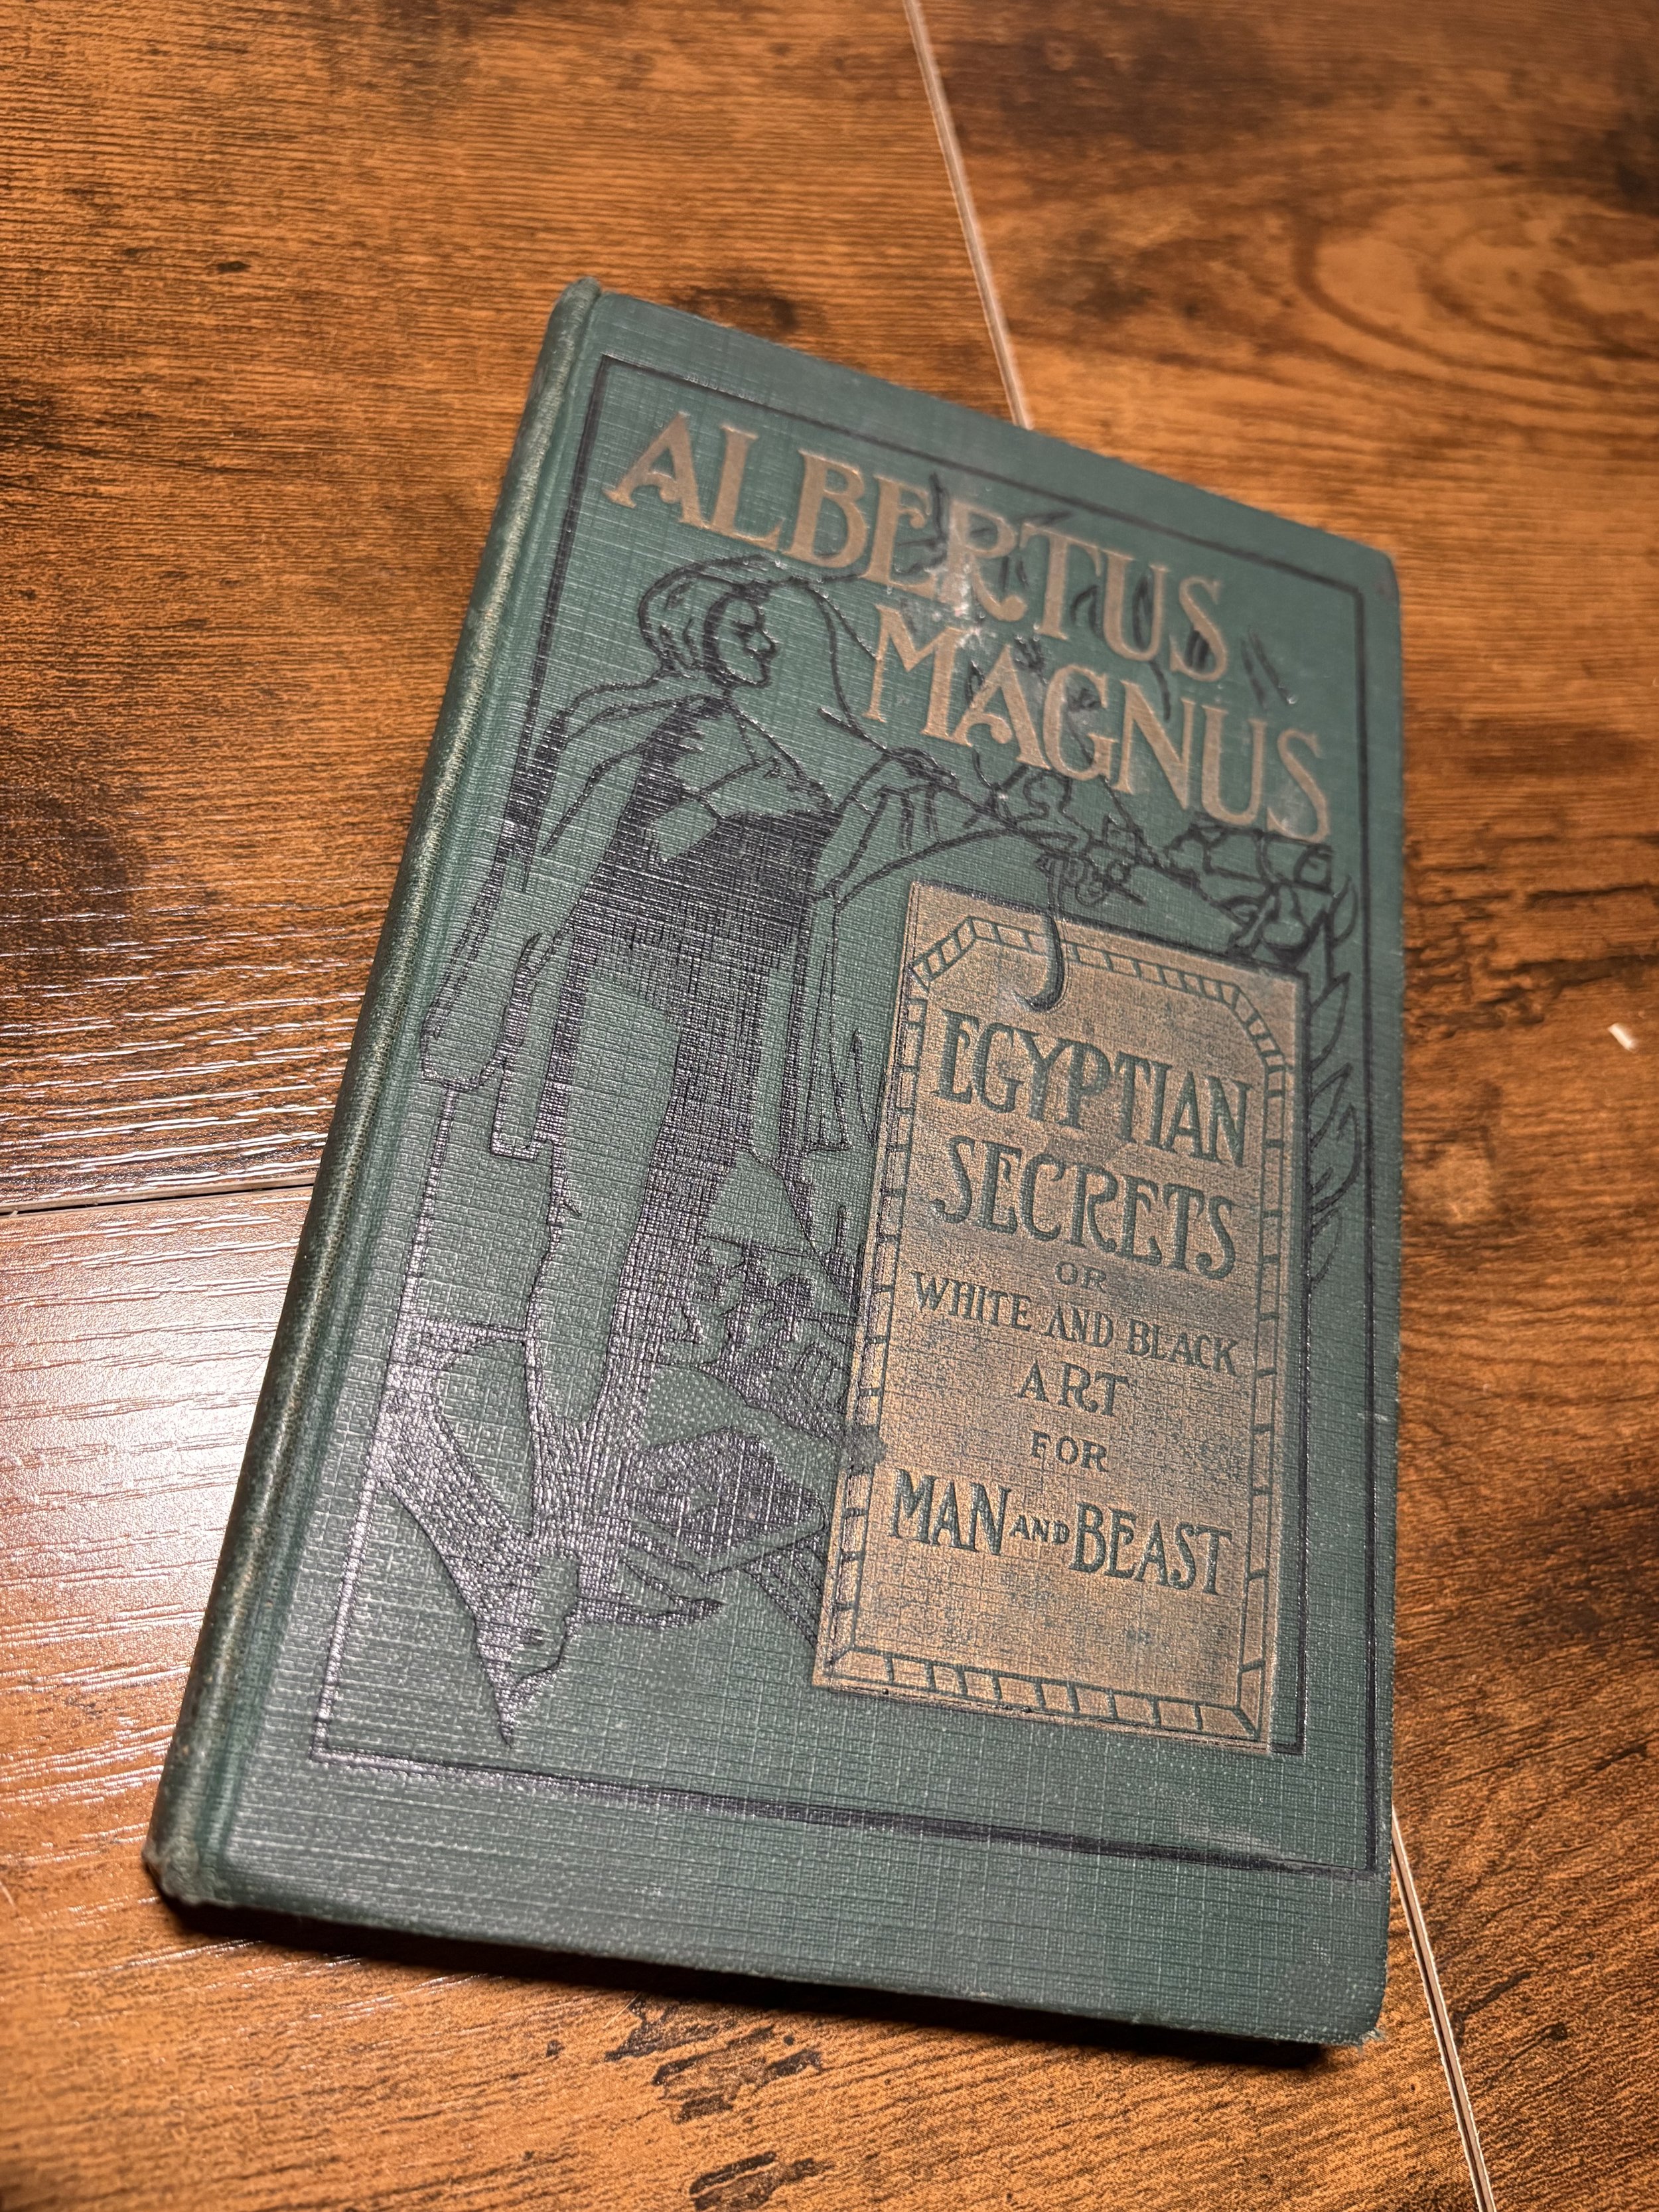 ALBERTUS
MAGNUS
EGYPTIAN
SECRETS
OR
WHITE AND BLACK
ART
FOR
MAN AND BEAST